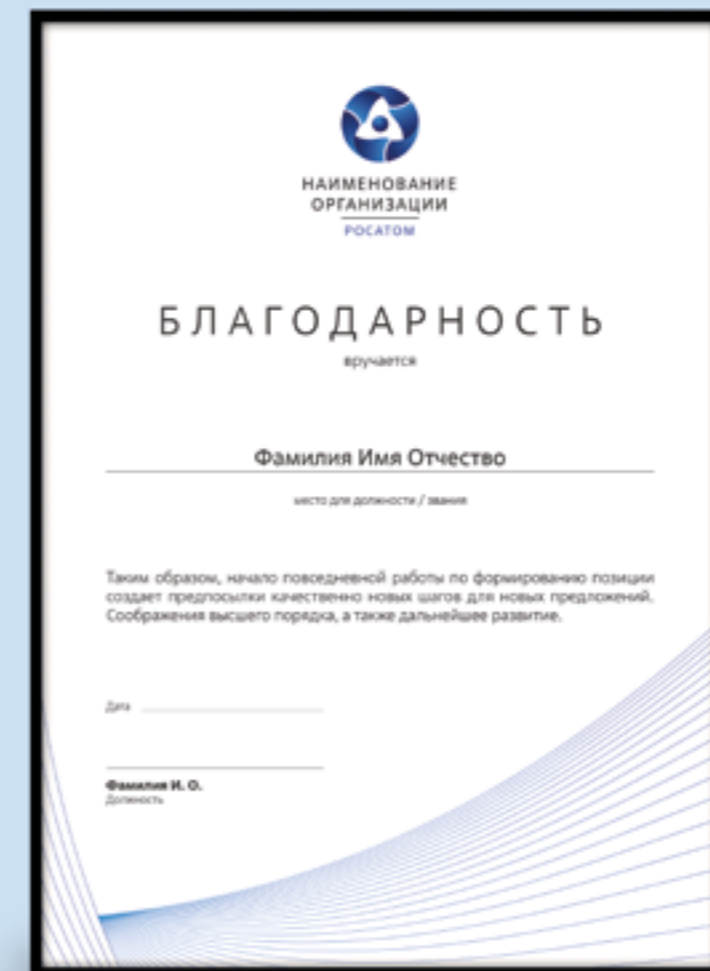 НАИМЕНОВАНИЕ
ОРГАНИЗАЦИИ
РОСАТОМ
БЛАГОДАРНОСТЬ
вручается
Фамилия Имя Отчество
место для должности / звания
Таким образом, начало повседневной работы по формированию позиции
создает предпосылки качественно новых шагов для новых предложений.
Соображения высшего порядка, а также дальнейшее развитие.
Дата
Фамилия И. О.
Должность